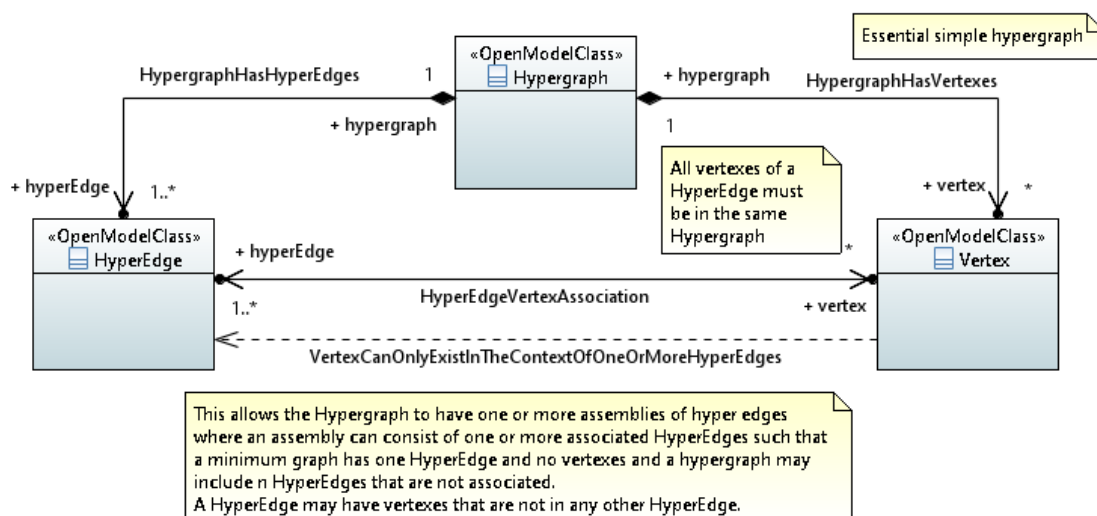 Essential simple hypergraph
«OpenModelClass»
Hypergraph
HypergraphHasHyperEdges
1
+ hypergraph
+ hypergraph
HypergraphHasVertexes
1
All vertexes of a
HyperEdge must
be in the same
Hypergraph
+ hyperEdge
1..*
+ vertex
*
«OpenModelClass»
HyperEdge
«OpenModelClass»
Vertex
+ hyperEdge
*
HyperEdgeVertexAssociation
1..*
+ vertex
VertexCanOnlyExistInTheContextOfOneOrMoreHyperEdges
This allows the Hypergraph to have one or more assemblies of hyper edges
where an assembly can consist of one or more associated HyperEdges such that
a minimum graph has one HyperEdge and no vertexes and a hypergraph may
include n HyperEdges that are not associated.
A HyperEdge may have vertexes that are not in any other HyperEdge.